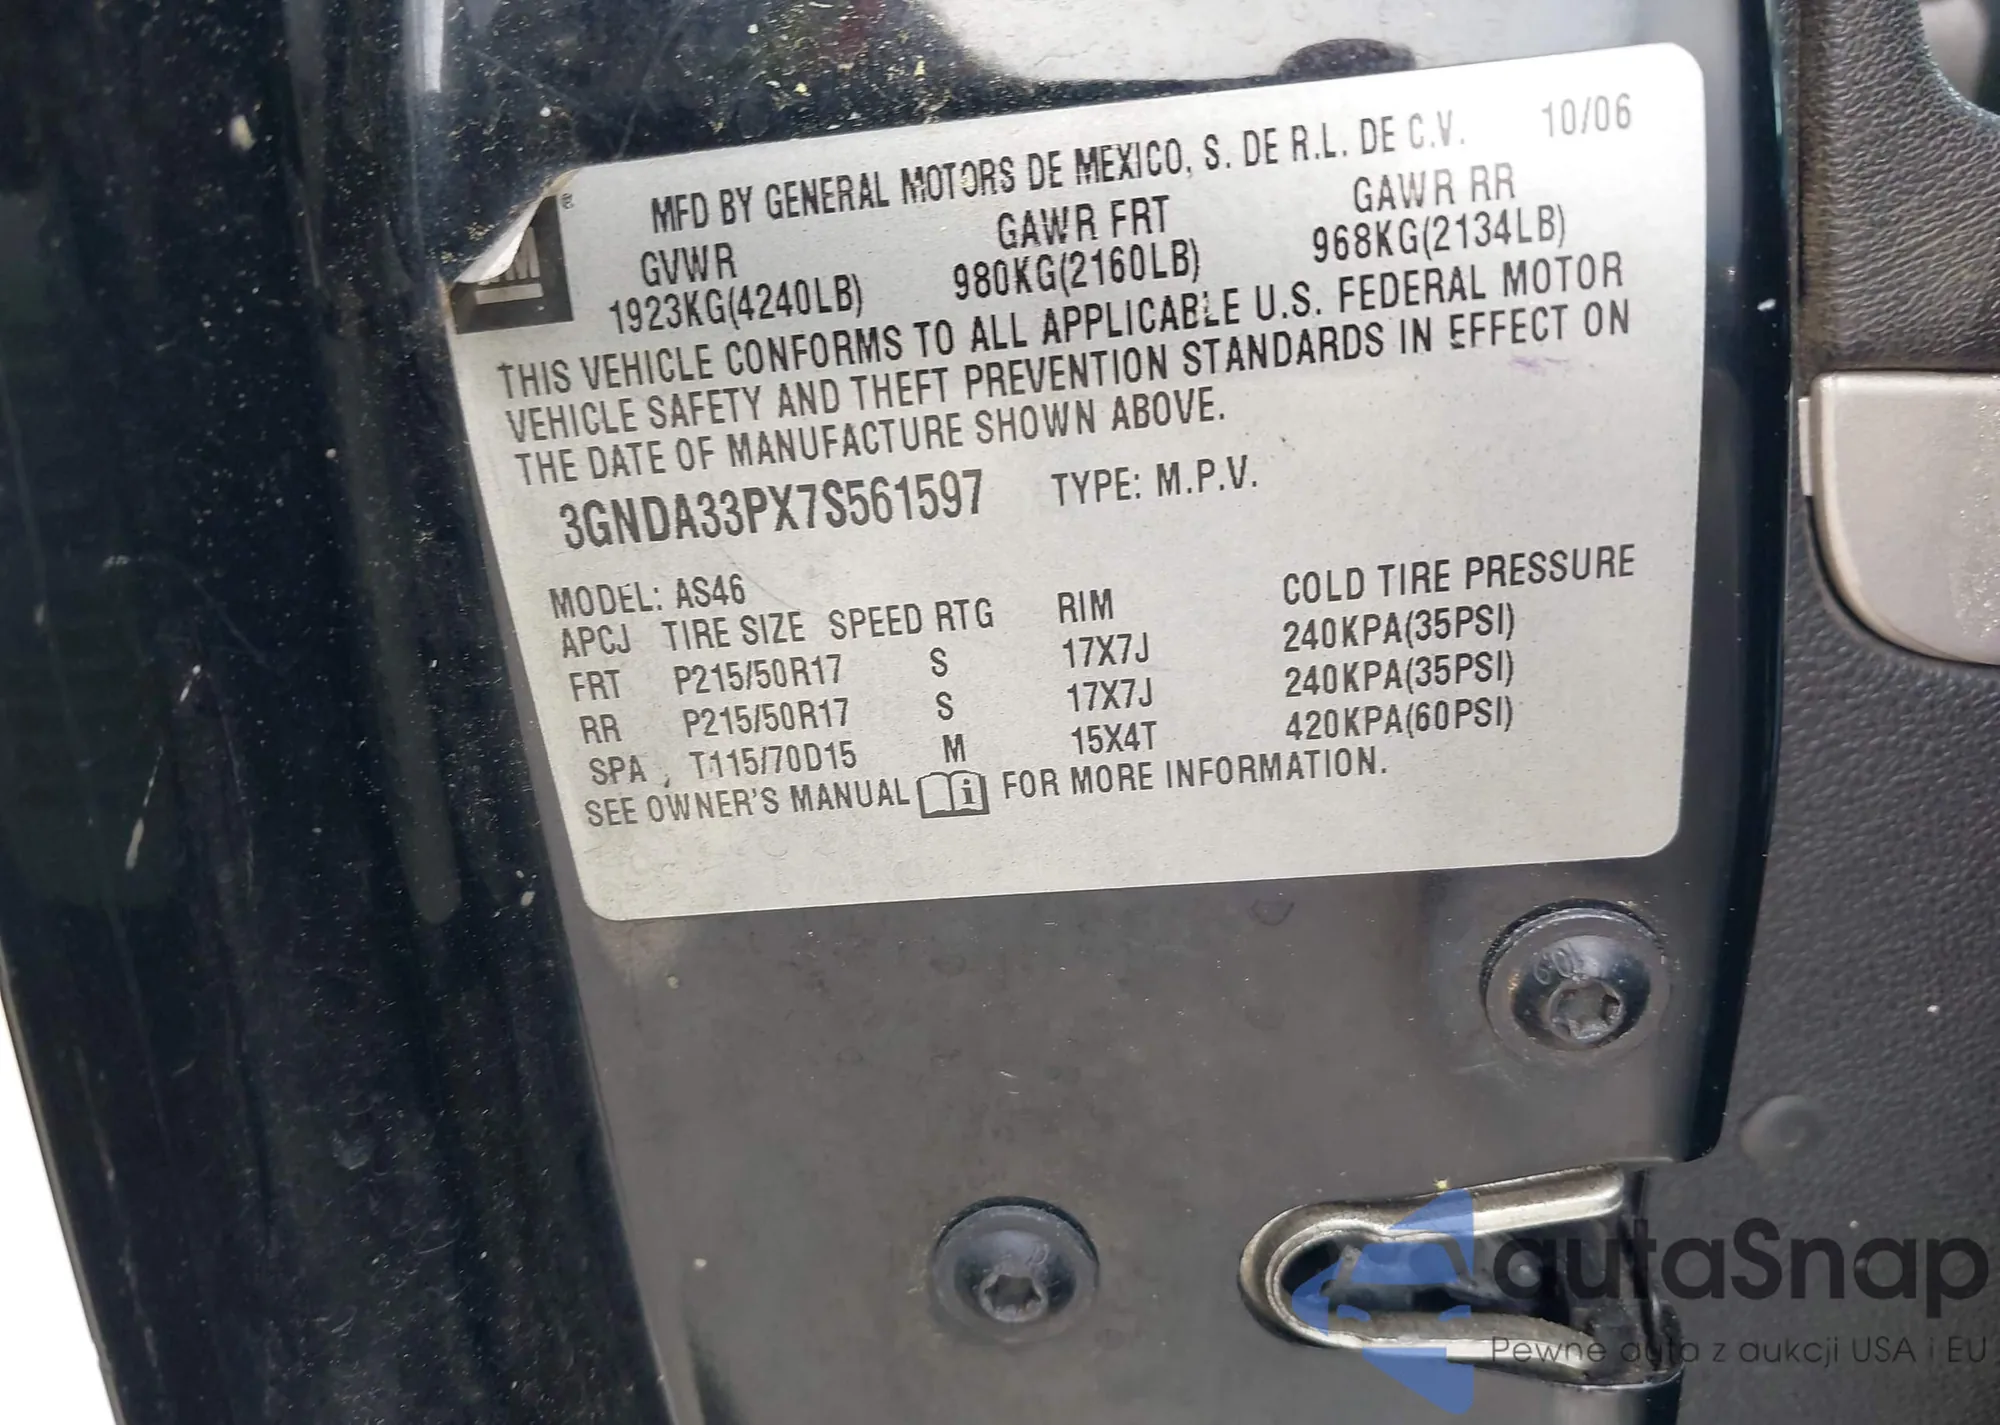 MFD BY GENERAL MOTORS DE MEXICO, S. DE R.L. DE C.V. 10/06
GVWR GAWR FRT GAWR RR
1923KG(4240LB) 980KG(2160LB) 968KG(2134LB)
THIS VEHICLE CONFORMS TO ALL APPLICABLE U.S. FEDERAL MOTOR
VEHICLE SAFETY AND THEFT PREVENTION STANDARDS IN EFFECT ON
THE DATE OF MANUFACTURE SHOWN ABOVE.
3GNDA33PX7S561597 TYPE: M.P.V.
MODEL: AS46
APCJ TIRE SIZE SPEED RTG RIM COLD TIRE PRESSURE
FRT P215/50R17 S 17X7J 240KPA(35PSI)
RR P215/50R17 S 17X7J 240KPA(35PSI)
SPA T115/70D15 M 15X4T 420KPA(60PSI)
SEE OWNER'S MANUAL FOR MORE INFORMATION.
autaSnap
Pewne auta z aukcji USA i EU